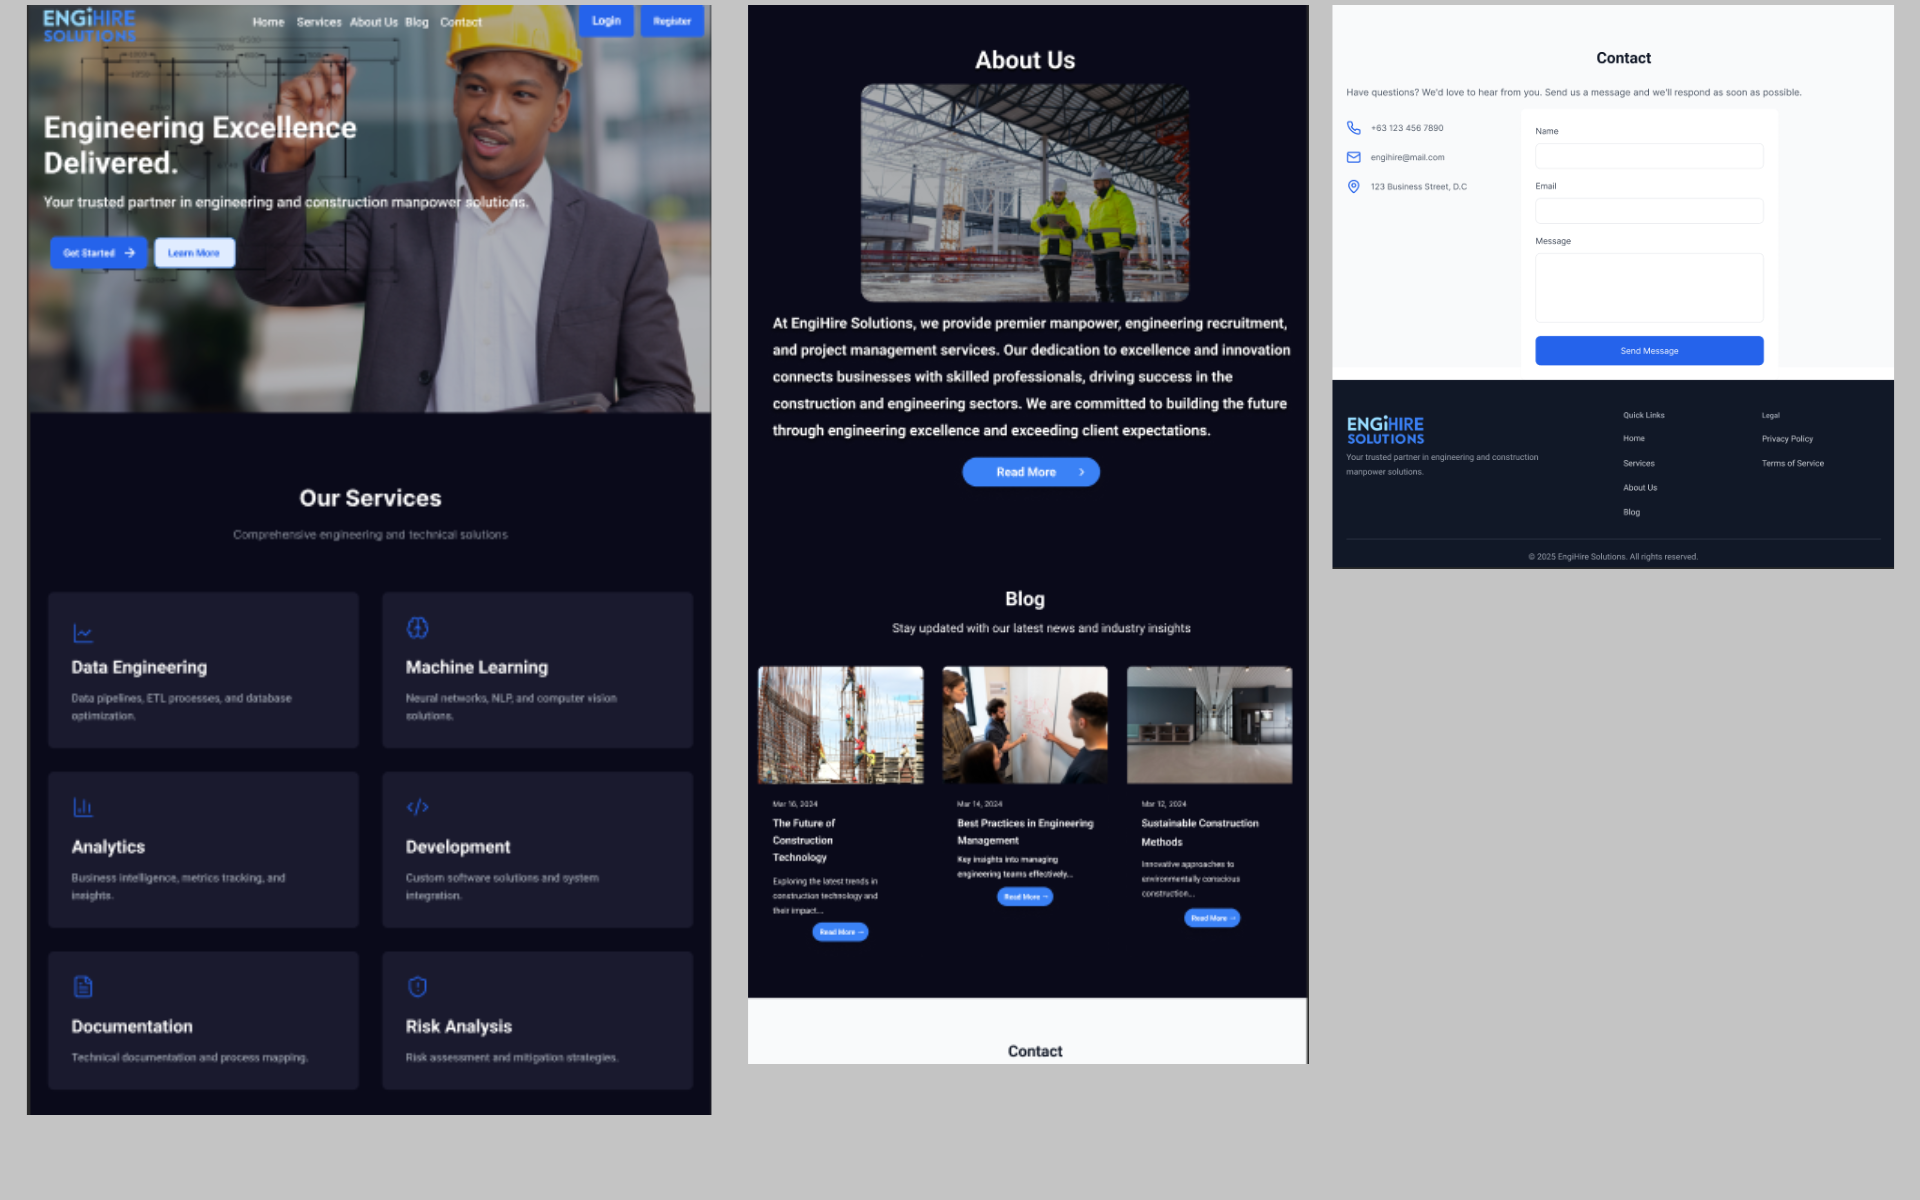 ENGiHIRE
SOLUTIONS
Home Services About Us Blog Contact
Login
Register
Engineering Excellence
Delivered.
Your trusted partner in engineering and construction manpower solutions.
Get Started →
Learn More
Our Services
Comprehensive engineering and technical solutions
Data Engineering
Data pipelines, ETL processes, and database
optimization.
Machine Learning
Neural networks, NLP, and computer vision
solutions.
Analytics
Business intelligence, metrics tracking, and
insights.
Development
Custom software solutions and system
integration.
Documentation
Technical documentation and process mapping.
Risk Analysis
Risk assessment and mitigation strategies.
About Us
At EngiHire Solutions, we provide premier manpower, engineering recruitment,
and project management services. Our dedication to excellence and innovation
connects businesses with skilled professionals, driving success in the
construction and engineering sectors. We are committed to building the future
through engineering excellence and exceeding client expectations.
Read More >
Blog
Stay updated with our latest news and industry insights
Mar 16, 2024
The Future of
Construction
Technology
Exploring the latest trends in
construction technology and
their impact...
Read More →
Mar 14, 2024
Best Practices in Engineering
Management
Key insights into managing
engineering teams effectively...
Read More →
Mar 12, 2024
Sustainable Construction
Methods
Innovative approaches to
environmentally conscious
construction...
Read More →
Contact
Contact
Have questions? We'd love to hear from you. Send us a message and we'll respond as soon as possible.
+63 123 456 7890
engihire@mail.com
123 Business Street, D.C
Name
Email
Message
Send Message
ENGiHIRE
SOLUTIONS
Your trusted partner in engineering and construction
manpower solutions.
Quick Links
Home
Services
About Us
Blog
Legal
Privacy Policy
Terms of Service
© 2025 EngiHire Solutions. All rights reserved.